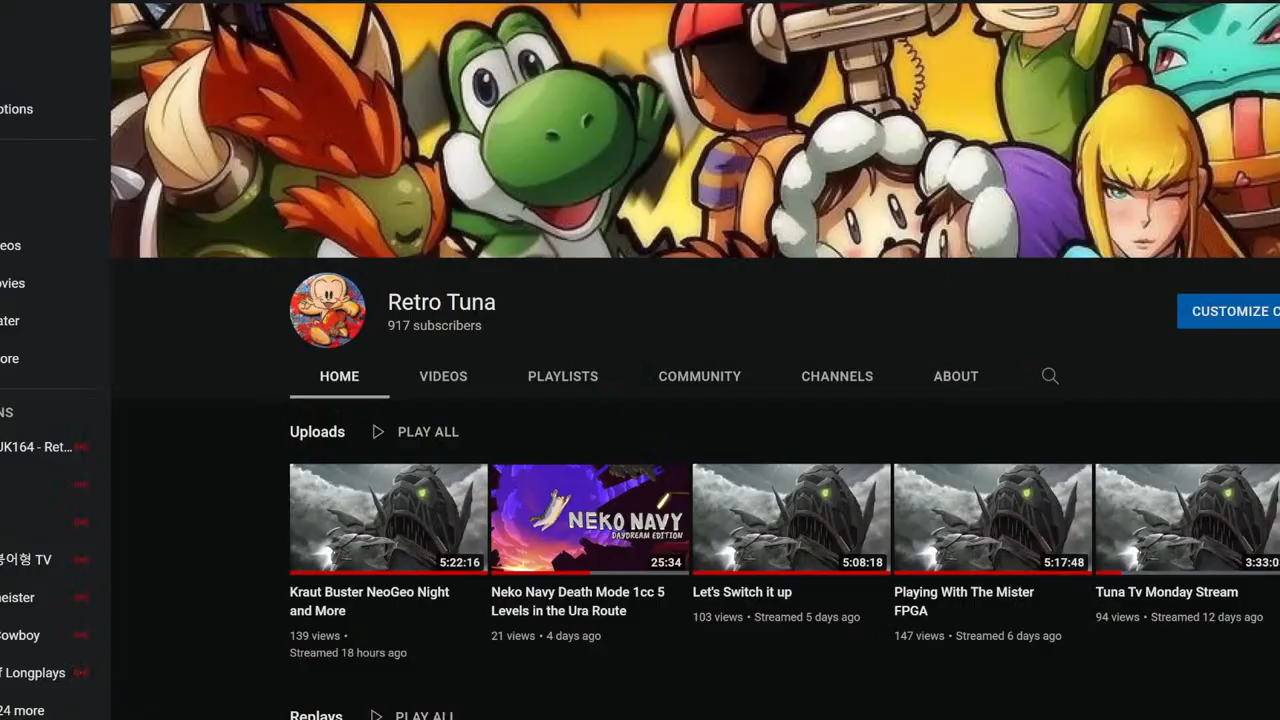 ptions
eos
ovies
ater
ore
NS
JK164 - Ret...
붕어형 TV
neister
Cowboy
f Longplays
24 more
Retro Tuna
917 subscribers
CUSTOMIZE C
HOME VIDEOS PLAYLISTS COMMUNITY CHANNELS ABOUT
Uploads PLAY ALL
5:22:16
NEKO NAVY
DAYDREAM EDITION
25:34
5:08:18
5:17:48
3:33:0
Kraut Buster NeoGeo Night
and More
139 views •
Streamed 18 hours ago
Neko Navy Death Mode 1cc 5
Levels in the Ura Route
21 views • 4 days ago
Let's Switch it up
103 views • Streamed 5 days ago
Playing With The Mister
FPGA
147 views • Streamed 6 days ago
Tuna Tv Monday Stream
94 views • Streamed 12 days ago
Replays PLAY ALL